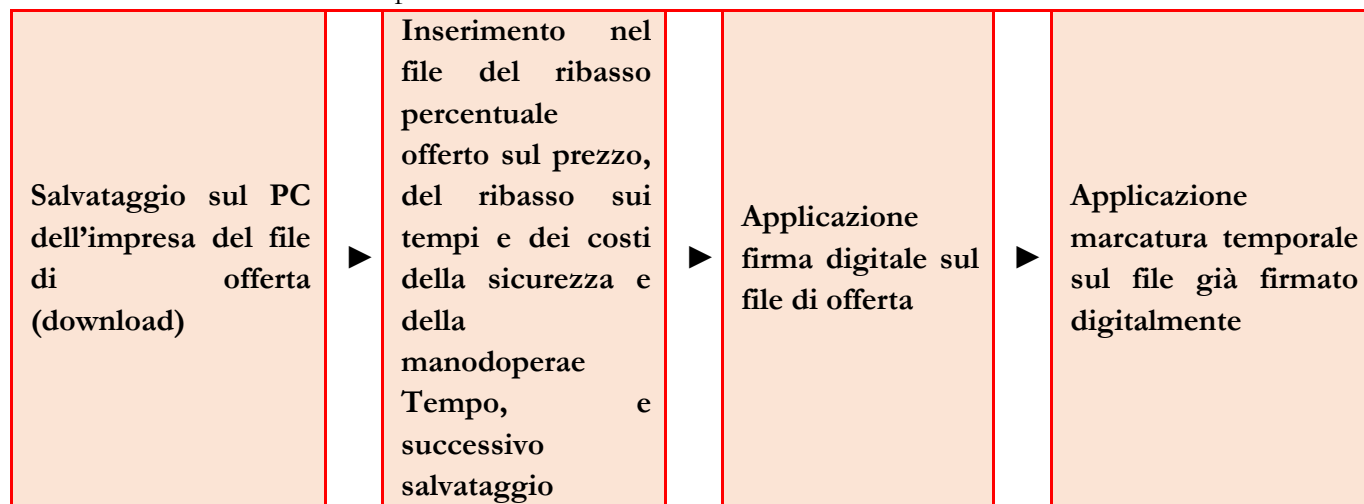 Salvataggio sul PC
dell’impresa del file
di offerta
(download)
►
Inserimento nel
file del ribasso
percentuale
offerto sul prezzo,
del ribasso sui
tempi e dei costi
della sicurezza e
della
manodoperae
Tempo, e
successivo
salvataggio
►
Applicazione
firma digitale sul
file di offerta
►
Applicazione
marcatura temporale
sul file già firmato
digitalmente